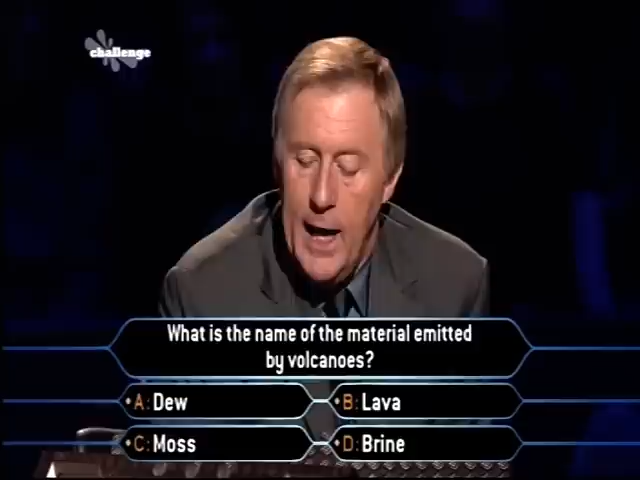 challenge
What is the name of the material emitted
by volcanoes?
A: Dew
B: Lava
C: Moss
D: Brine